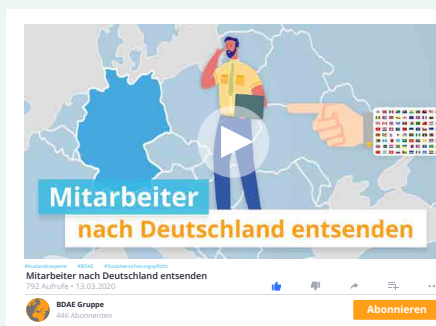 Mitarbeiter
nach Deutschland entsenden
#Auslandsexperte #BDAE #Sozialversicherungspflicht
Mitarbeiter nach Deutschland entsenden
792 Aufrufe • 13.03.2020
BDAE Gruppe
446 Abonnenten
Abonnieren